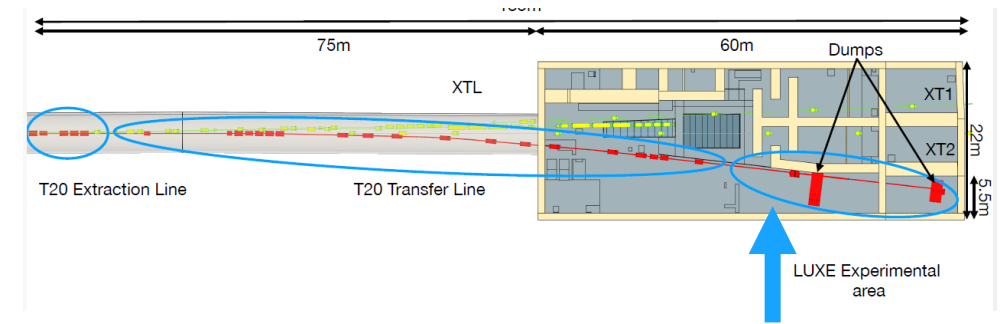 75m
60m
Dumps
XTL
XT1
XT2
22m
5.5m
T20 Extraction Line
T20 Transfer Line
LUXE Experimental
area